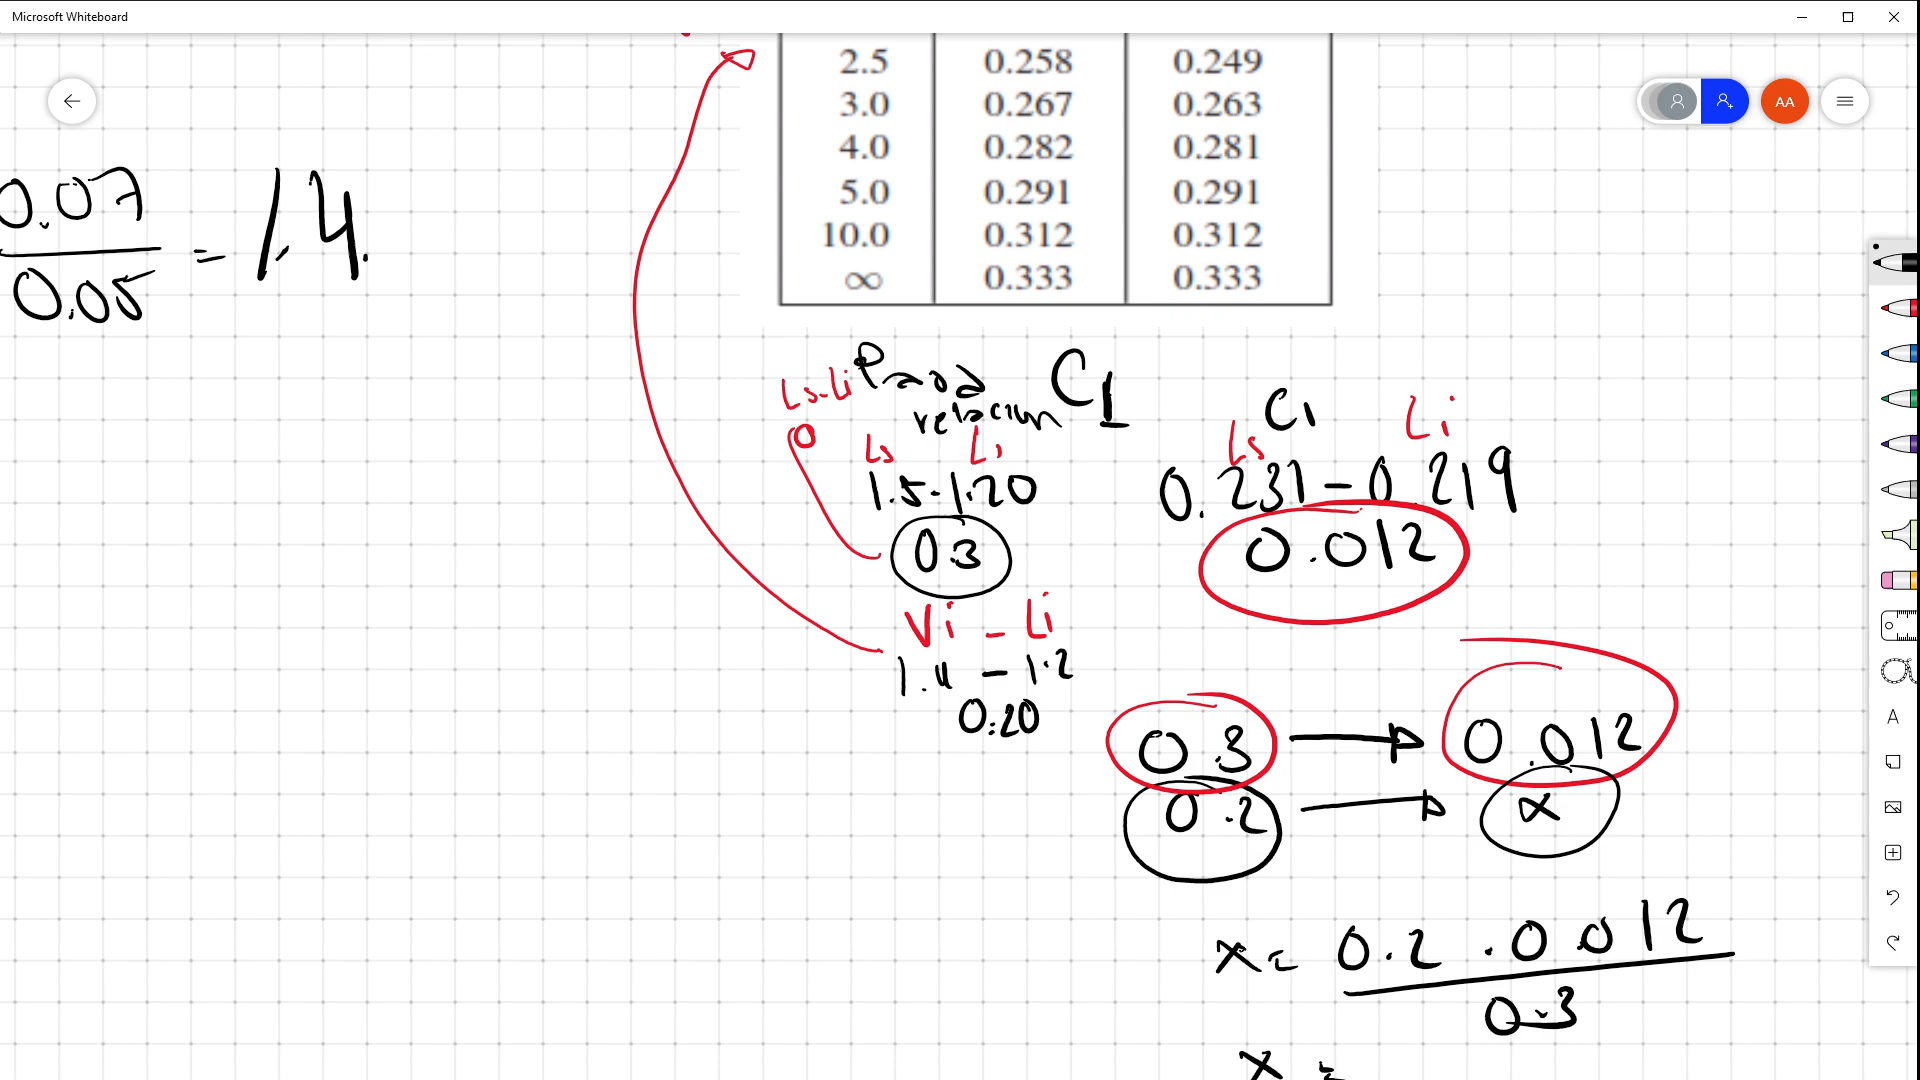 Microsoft Whiteboard
AA
2.5 0.258 0.249
3.0 0.267 0.263
4.0 0.282 0.281
5.0 0.291 0.291
10.0 0.312 0.312
∞ 0.333 0.333
0.07
0.05
= 1.4.
Ls-Li
Para
relacion
C1
0
Ls Li
1.5-1.20
0.3
C1
Ls Li
0.231-0.219
0.012
Vi - Li
1.4 - 1.2
0.20
0.3 → 0.012
0.2 → x
x = 0.2 . 0.012
0.3
x =
A